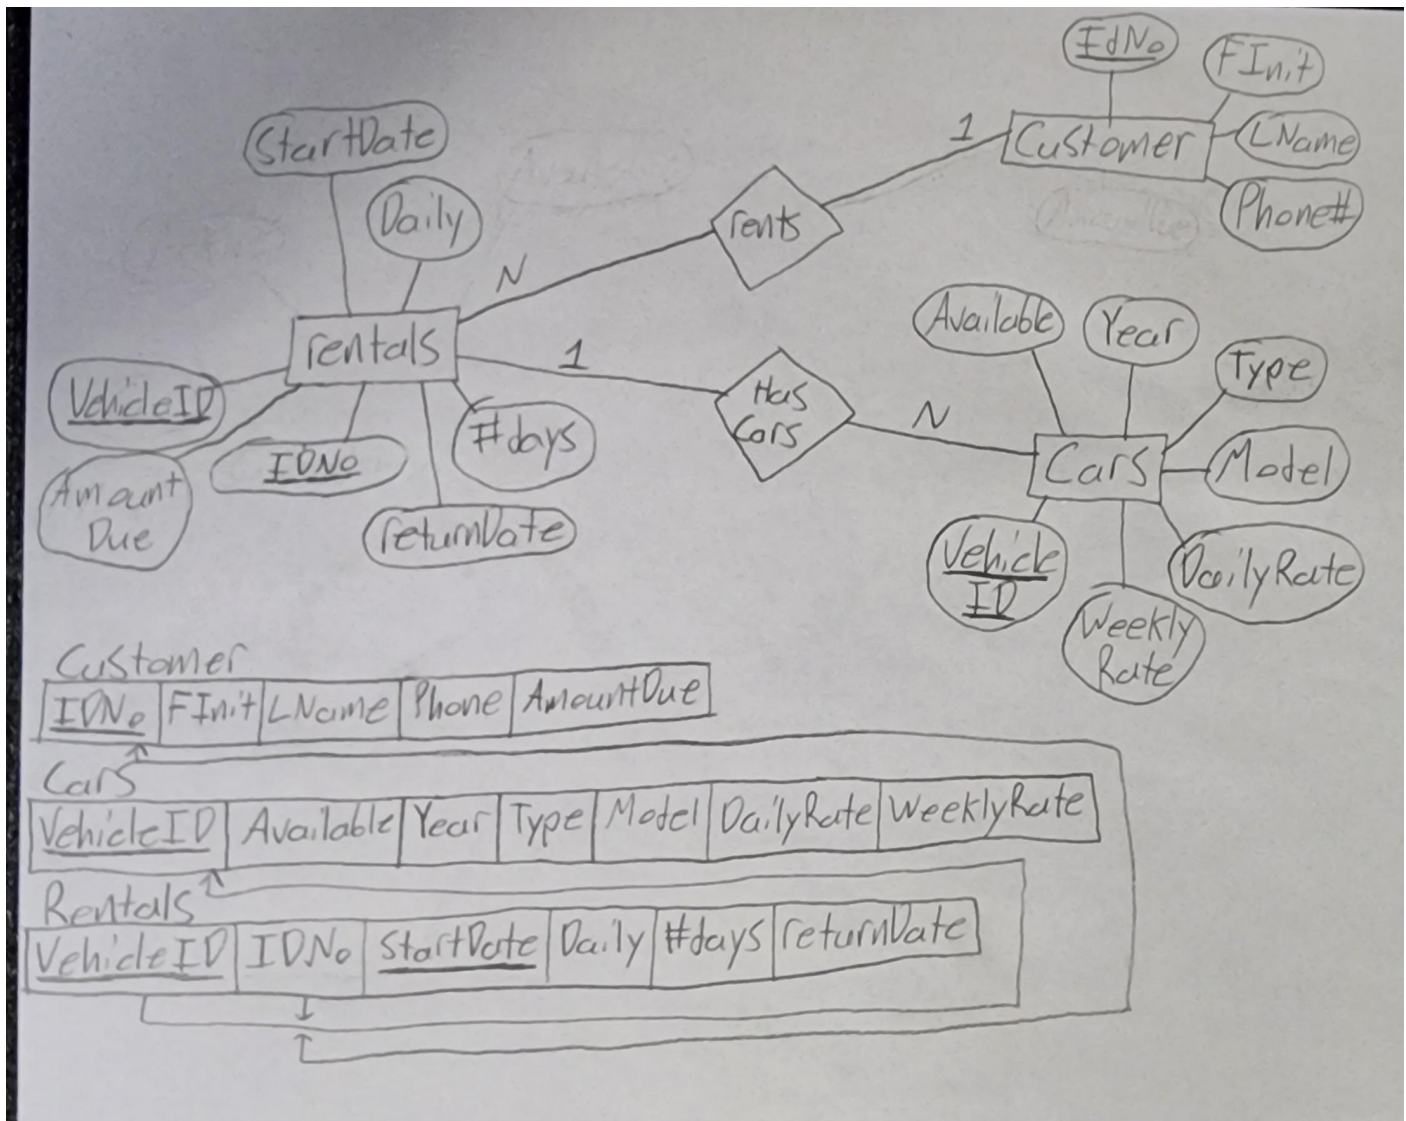 IdNo
FInit
StartDate
1
Customer
LName
Daily
rents
Phone#
N
Available
Year
rentals
1
Type
VehicleID
Has
Cars
N
#days
Cars
Model
IDNo
Amount
Due
returnDate
Vehicle
ID
DailyRate
Weekly
Rate
Customer
IDNo FInit LName Phone AmountDue
Cars
VehicleID Available Year Type Model DailyRate WeeklyRate
Rentals
VehicleID IDNo StartDate Daily #days returnDate